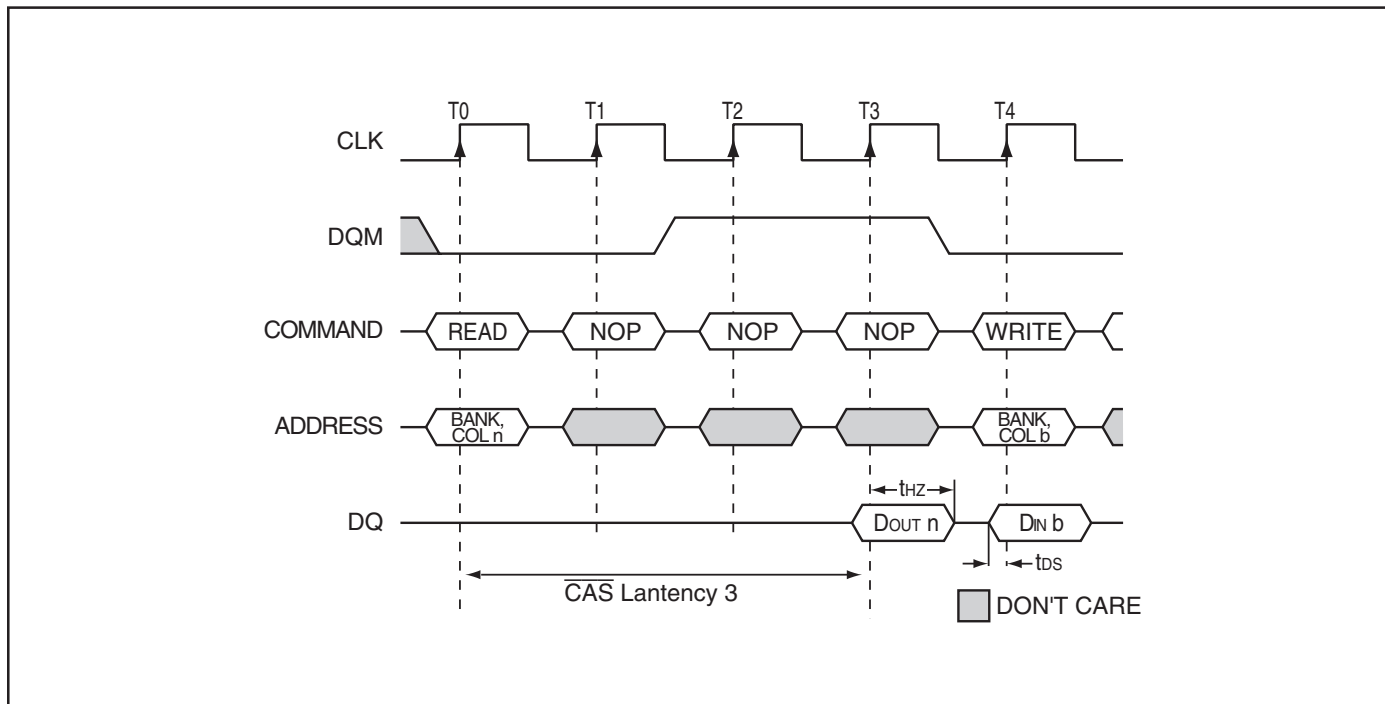 T0 T1 T2 T3 T4
CLK
DQM
COMMAND READ NOP NOP NOP WRITE
ADDRESS BANK, COL n BANK, COL b
tHZ
DQ DOUT n DIN b
tDS
CAS Lantency 3
DON'T CARE